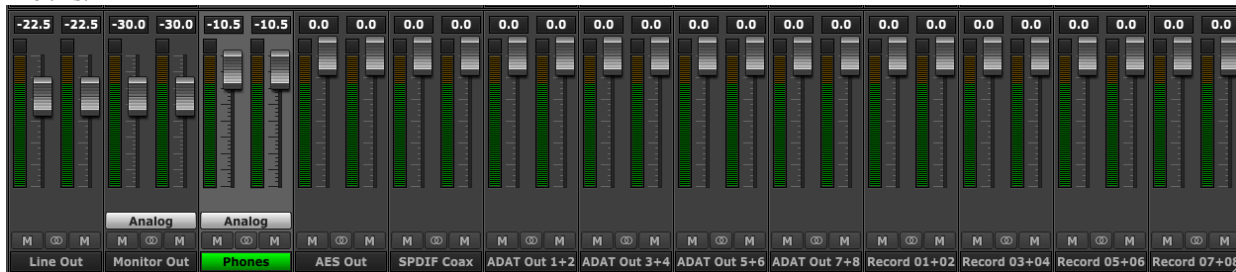 -22.5 -22.5 -30.0 -30.0 -10.5 -10.5 0.0 0.0 0.0 0.0 0.0 0.0 0.0 0.0 0.0 0.0 0.0 0.0 0.0 0.0 0.0 0.0 0.0 0.0 0.0 0.0
Analog Analog
M M M M M M M M M M M M M M M M M M M M M M M M M M
Line Out Monitor Out Phones AES Out SPDIF Coax ADAT Out 1+2 ADAT Out 3+4 ADAT Out 5+6 ADAT Out 7+8 Record 01+02 Record 03+04 Record 05+06 Record 07+08